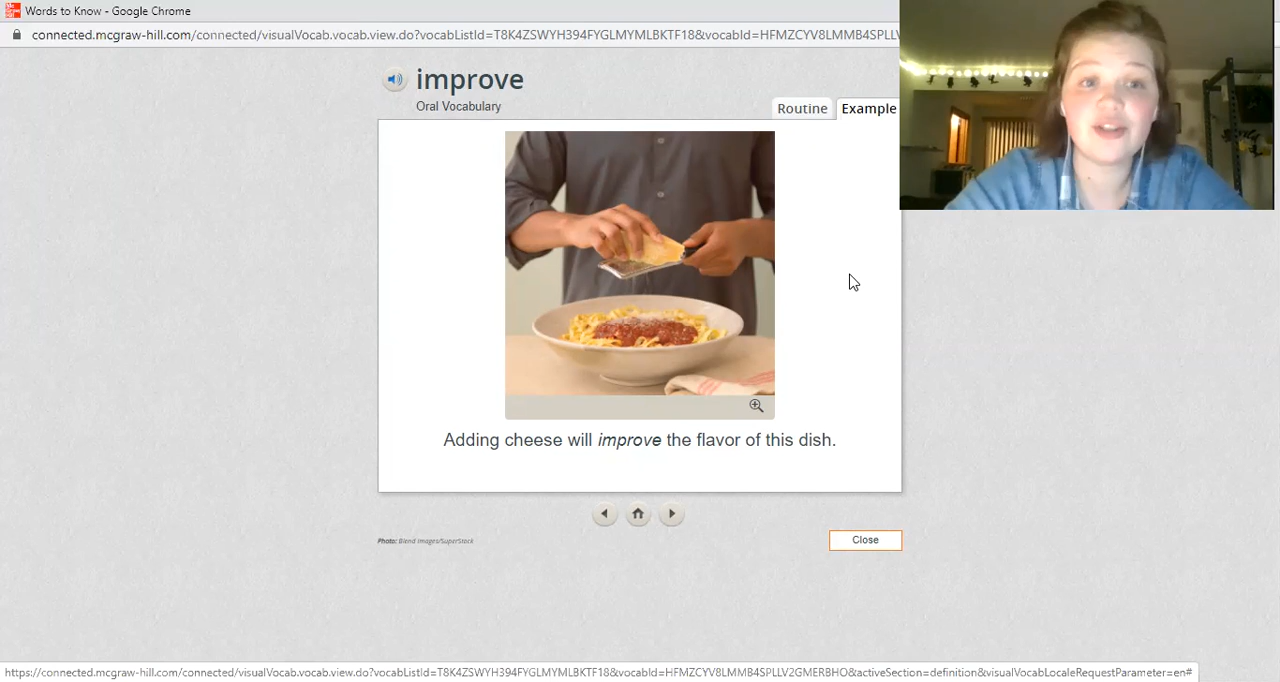 Words to Know - Google Chrome
connected.mcgraw-hill.com/connected/visualVocab.vocab.view.do?vocabListId=T8K4ZSWYH394FYGLMYMLBKTF18&vocabId=HFMZCYV8LMMB4SPLLV
improve
Oral Vocabulary
Routine Example
Adding cheese will improve the flavor of this dish.
Photo: Blend Images/SuperStock
Close
https://connected.mcgraw-hill.com/connected/visualVocab.vocab.view.do?vocabListId=T8K4ZSWYH394FYGLMYMLBKTF18&vocabId=HFMZCYV8LMMB4SPLLV2GMERBHO&activeSection=definition&visualVocabLocaleRequestParameter=en#